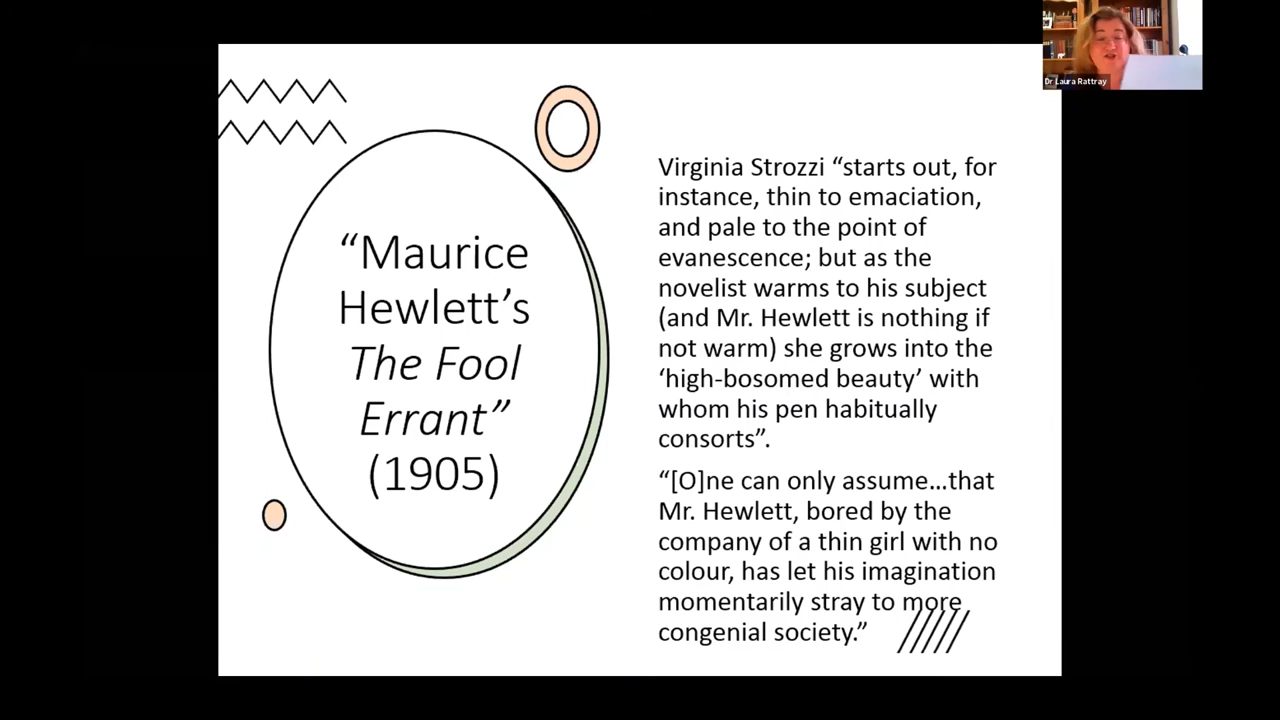 Dr Laura Rattray
“Maurice
Hewlett’s
The Fool
Errant”
(1905)
Virginia Strozzi “starts out, for
instance, thin to emaciation,
and pale to the point of
evanescence; but as the
novelist warms to his subject
(and Mr. Hewlett is nothing if
not warm) she grows into the
‘high-bosomed beauty’ with
whom his pen habitually
consorts”.
“[O]ne can only assume…that
Mr. Hewlett, bored by the
company of a thin girl with no
colour, has let his imagination
momentarily stray to more
congenial society.”